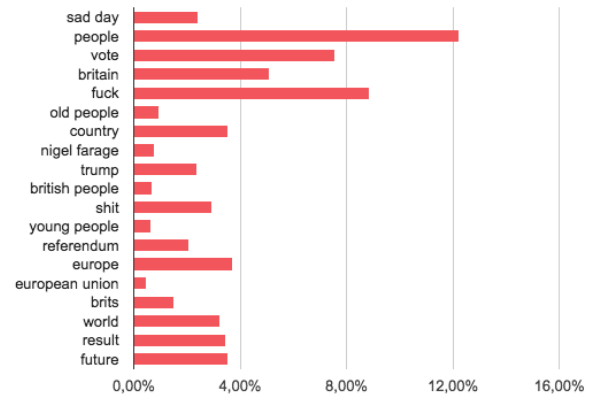 sad day
people
vote
britain
fuck
old people
country
nigel farage
trump
british people
shit
young people
referendum
europe
european union
brits
world
result
future
0,00% 4,00% 8,00% 12,00% 16,00%